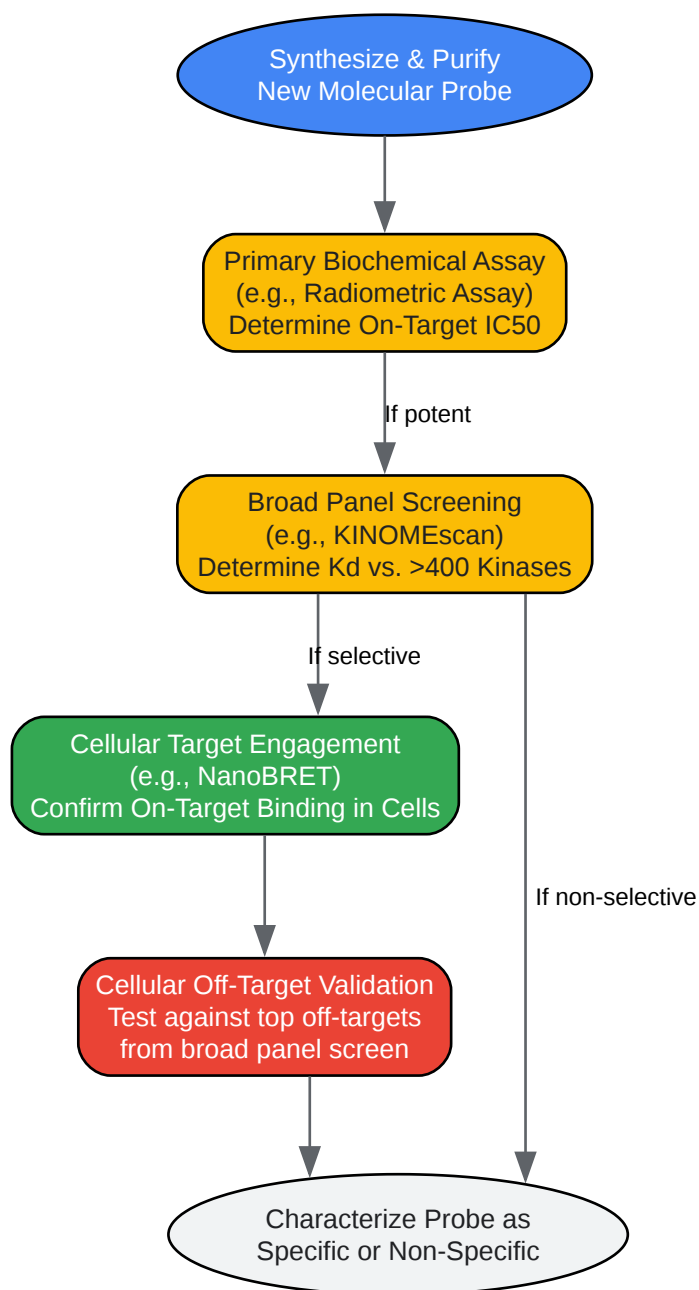 Synthesize & Purify
New Molecular Probe
Primary Biochemical Assay
(e.g., Radiometric Assay)
Determine On-Target IC50
If potent
Broad Panel Screening
(e.g., KINOMEscan)
Determine Kd vs. >400 Kinases
If selective
Cellular Target Engagement
(e.g., NanoBRET)
Confirm On-Target Binding in Cells
If non-selective
Cellular Off-Target Validation
Test against top off-targets
from broad panel screen
Characterize Probe as
Specific or Non-Specific